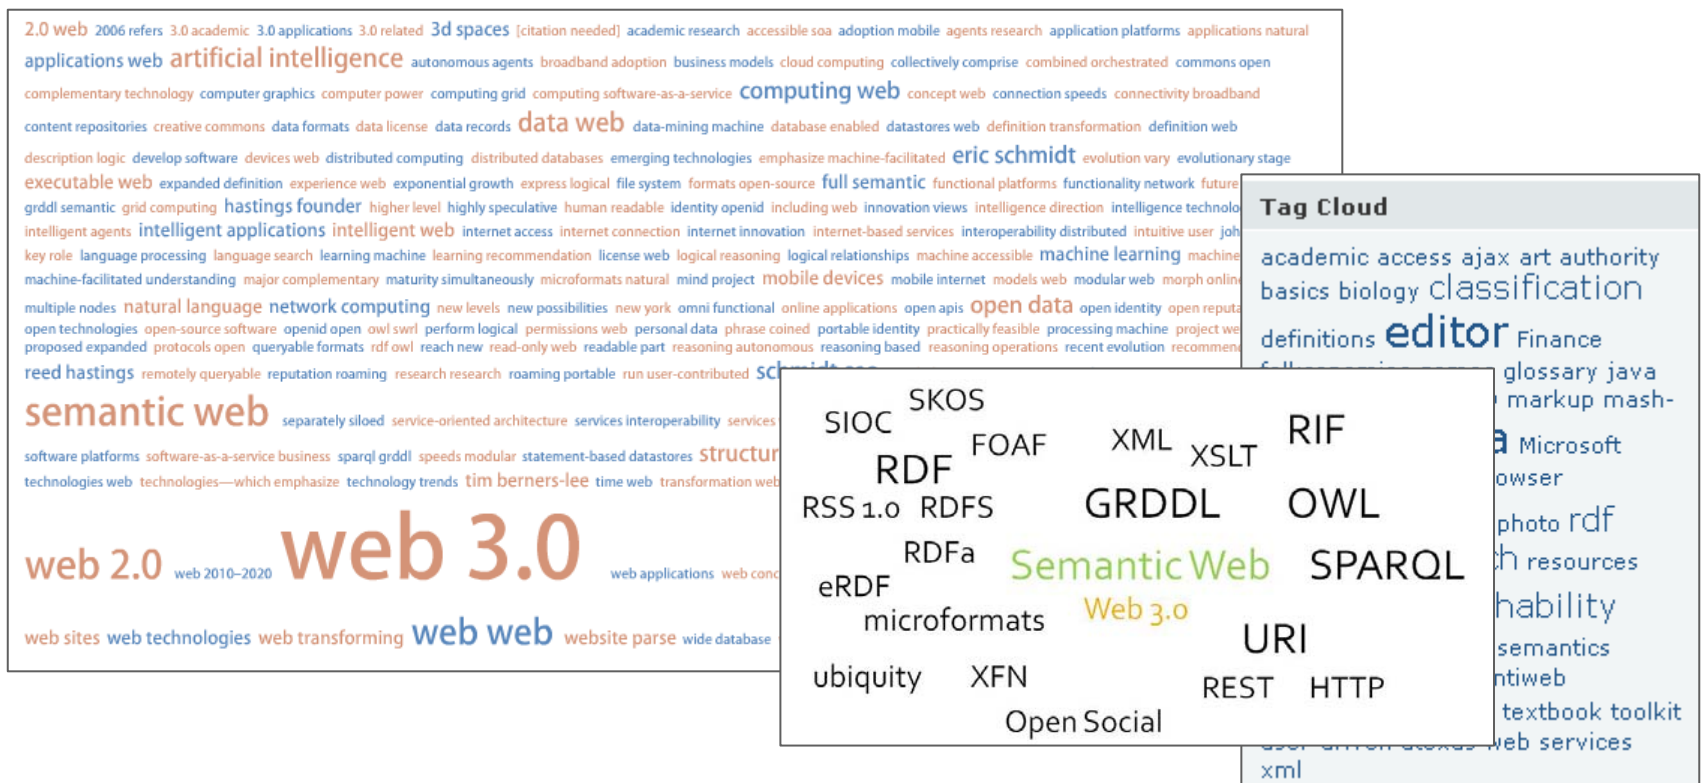 2.0 web 2006 refers 3.0 academic 3.0 applications 3.0 related 3d spaces [citation needed] academic research accessible soa adoption mobile agents research application platforms applications natural
applications web artificial intelligence autonomous agents broadband adoption business models cloud computing collectively comprise combined orchestrated commons open
complementary technology computer graphics computer power computing grid computing software-as-a-service computing web concept web connection speeds connectivity broadband
content repositories creative commons data formats data license data records data web data-mining machine database enabled datastores web definition transformation definition web
description logic develop software devices web distributed computing distributed databases emerging technologies emphasize machine-facilitated eric schmidt evolution vary evolutionary stage
executable web expanded definition experience web exponential growth express logical file system formats open-source full semantic functional platforms functionality network future
grddl semantic grid computing hastings founder higher level highly speculative human readable identity openid including web innovation views intelligence direction intelligence technolo
intelligent agents intelligent applications intelligent web internet access internet connection internet innovation internet-based services interoperability distributed intuitive user joh
key role language processing language search learning machine learning recommendation license web logical reasoning logical relationships machine accessible machine learning machine
machine-facilitated understanding major complementary maturity simultaneously microformats natural mind project mobile devices mobile internet models web modular web morph online
multiple nodes natural language network computing new levels new possibilities new york omni functional online applications open apis open data open identity open reputa
open technologies open-source software openid open owl swrl perform logical permissions web personal data phrase coined portable identity practically feasible processing machine project we
proposed expanded protocols open queryable formats rdf owl reach new read-only web readable part reasoning autonomous reasoning based reasoning operations recent evolution recommen
reed hastings remotely queryable reputation roaming research research roaming portable run user-contributed
semantic web separately siloed service-oriented architecture services interoperability services
software platforms software-as-a-service business sparql grddl speeds modular statement-based datastores structur
technologies web technologies—which emphasize technology trends tim berners-lee time web transformation web
web 2.0 web 2010–2020 web 3.0 web applications web conc
web sites web technologies web transforming web web website parse wide database
Tag Cloud
academic access ajax art authority
basics biology classification
definitions editor Finance
glossary java
markup mash-
a Microsoft
owser
photo rdf
ch resources
hability
semantics
ntiweb
textbook toolkit
web services
xml
SKOS
SIOC
FOAF XML XSLT RIF
RDF
RSS 1.0 RDFS GRDDL OWL
RDFa Semantic Web SPARQL
eRDF
microformats Web 3.0
URI
ubiquity XFN REST HTTP
Open Social